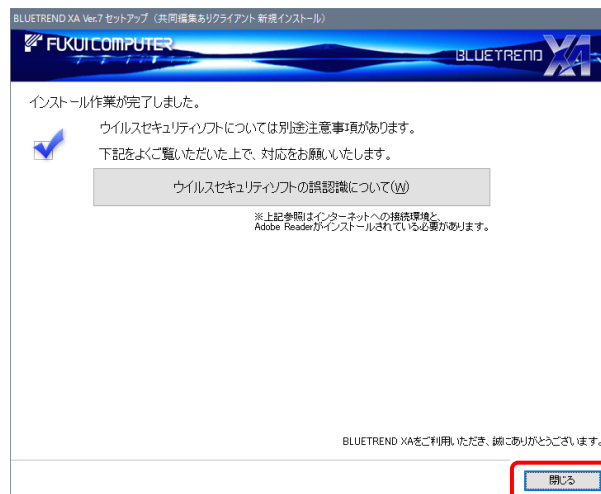 BLUETREND XA Ver.7 セットアップ（共同編集ありクライアント 新規インストール）
FUKUI COMPUTER
BLUETREND XA
インストール作業が完了しました。
ウイルスセキュリティソフトについては別途注意事項があります。
下記をよくご覧いただいた上で、対応をお願いいたします。
ウイルスセキュリティソフトの誤認識について(W)
※上記参照はインターネットへの接続環境と、
Adobe Readerがインストールされている必要があります。
BLUETREND XAをご利用いただき、誠にありがとうございます。
閉じる